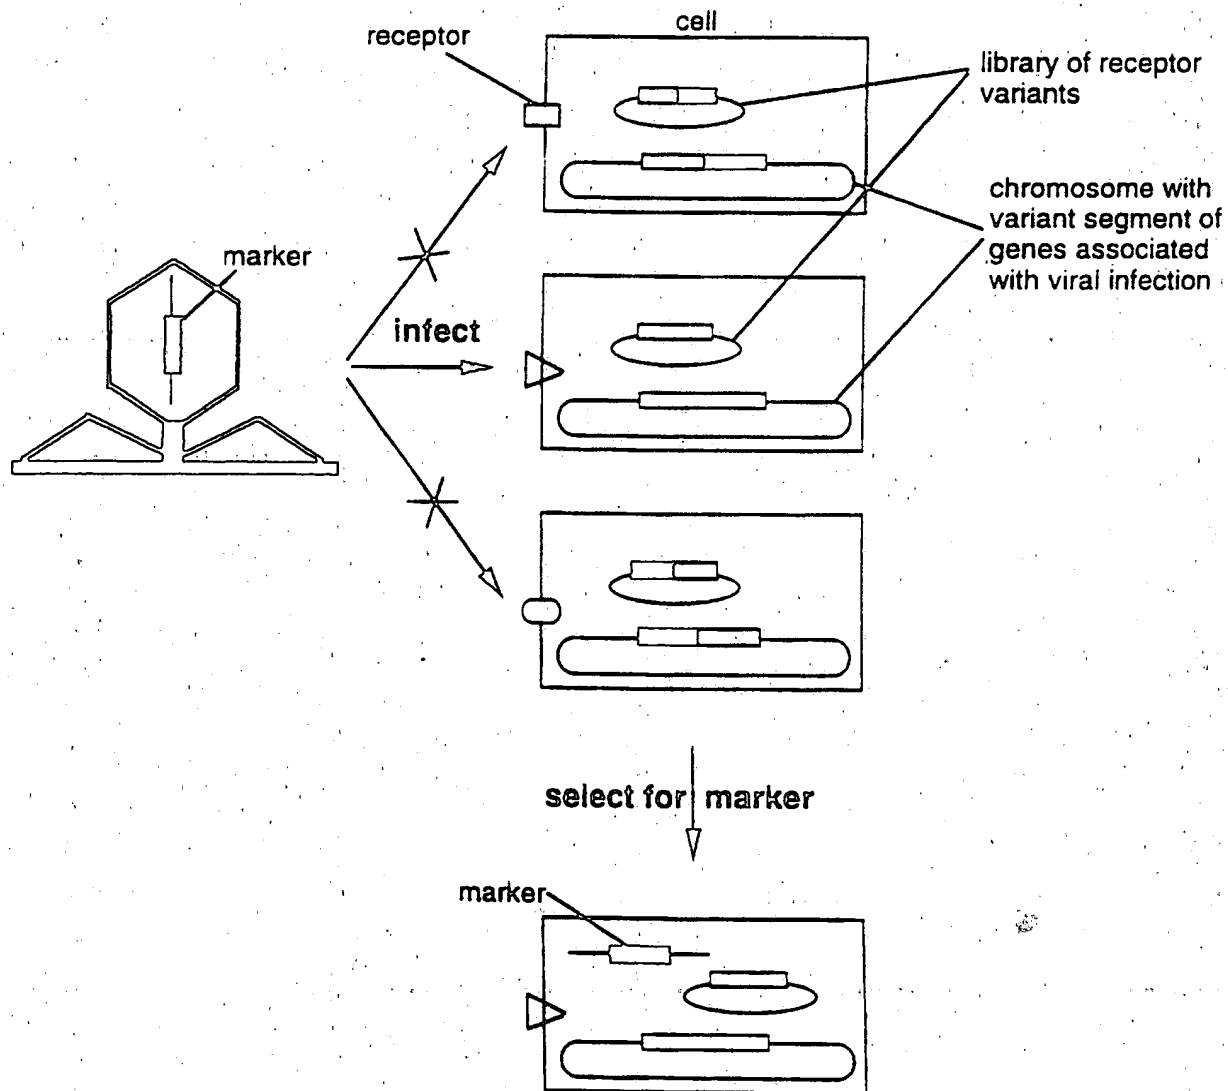 cell
receptor
library of receptor
variants
chromosome with
variant segment of
genes associated
with viral infection
marker
infect
select for marker
marker